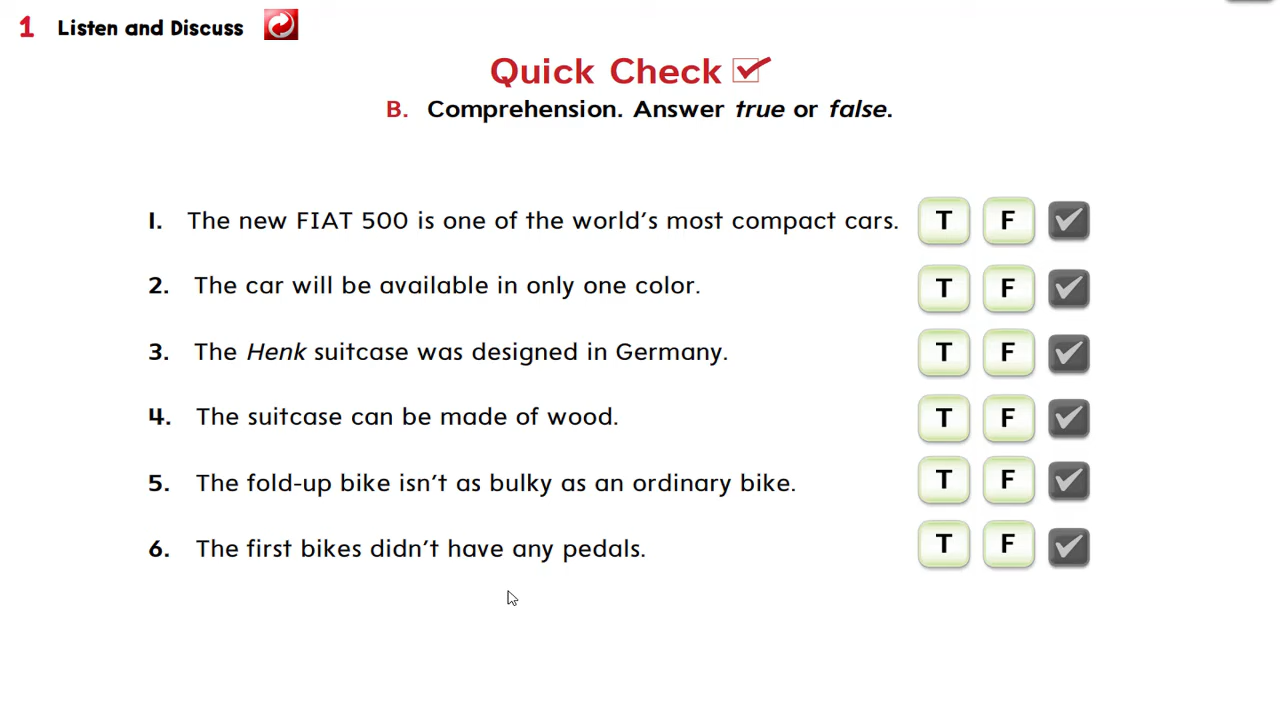 1 Listen and Discuss
Quick Check
B. Comprehension. Answer true or false.
1. The new FIAT 500 is one of the world's most compact cars. T F
2. The car will be available in only one color. T F
3. The Henk suitcase was designed in Germany. T F
4. The suitcase can be made of wood. T F
5. The fold-up bike isn't as bulky as an ordinary bike. T F
6. The first bikes didn't have any pedals. T F